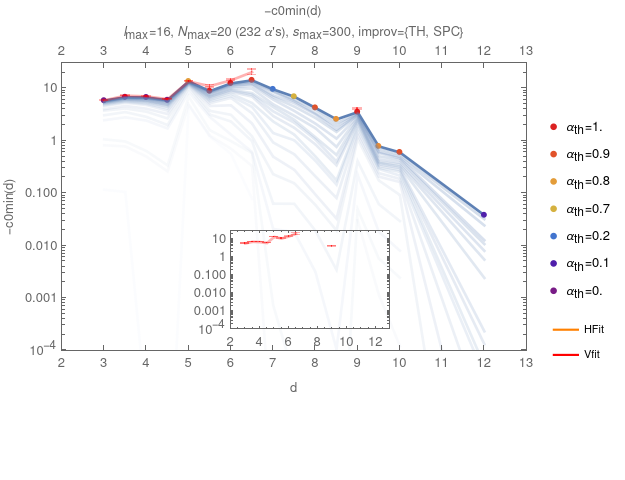 −c0min(d)
lmax=16, Nmax=20 (232 α's), smax=300, improv={TH, SPC}
2 3 4 5 6 7 8 9 10 11 12 13
10
1
0.100
0.010
0.001
10−4
−c0min(d)
10
1
0.100
0.010
0.001
10−4
2 4 6 8 10 12
2 3 4 5 6 7 8 9 10 11 12 13
d
αth=1.
αth=0.9
αth=0.8
αth=0.7
αth=0.2
αth=0.1
αth=0.
HFit
Vfit